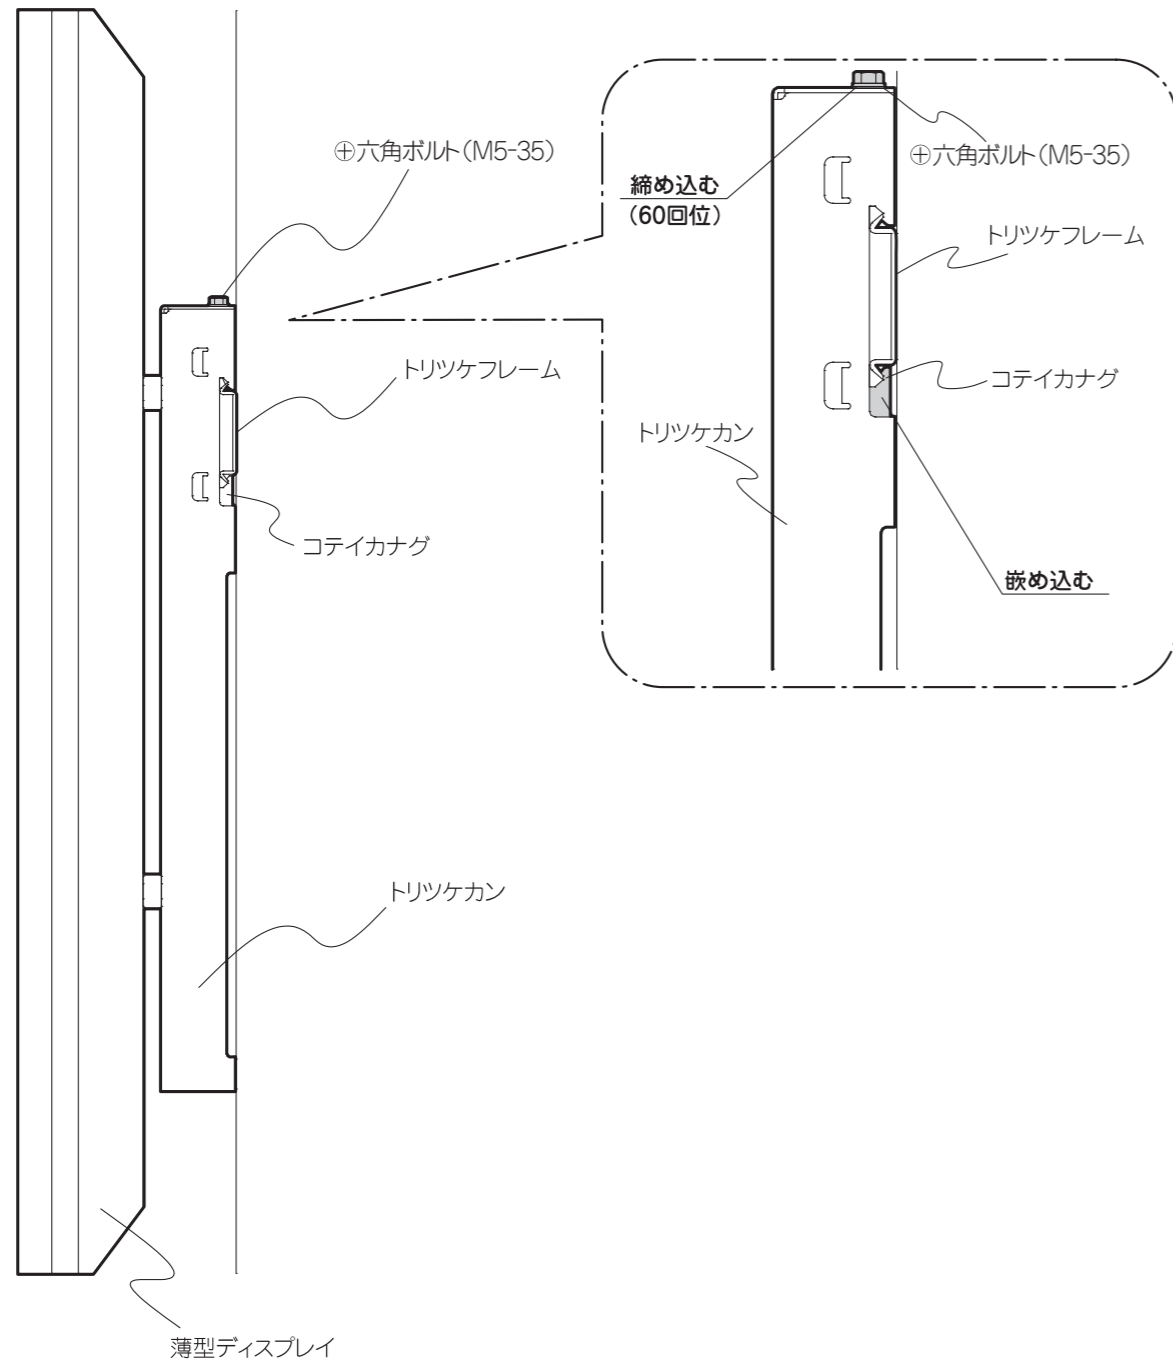 ⊕六角ボルト(M5-35)
トリツケフレーム
コテイカナグ
トリツケカン
薄型ディスプレイ
⊕六角ボルト(M5-35)
締め込む
(60回位)
トリツケフレーム
コテイカナグ
トリツケカン
嵌め込む